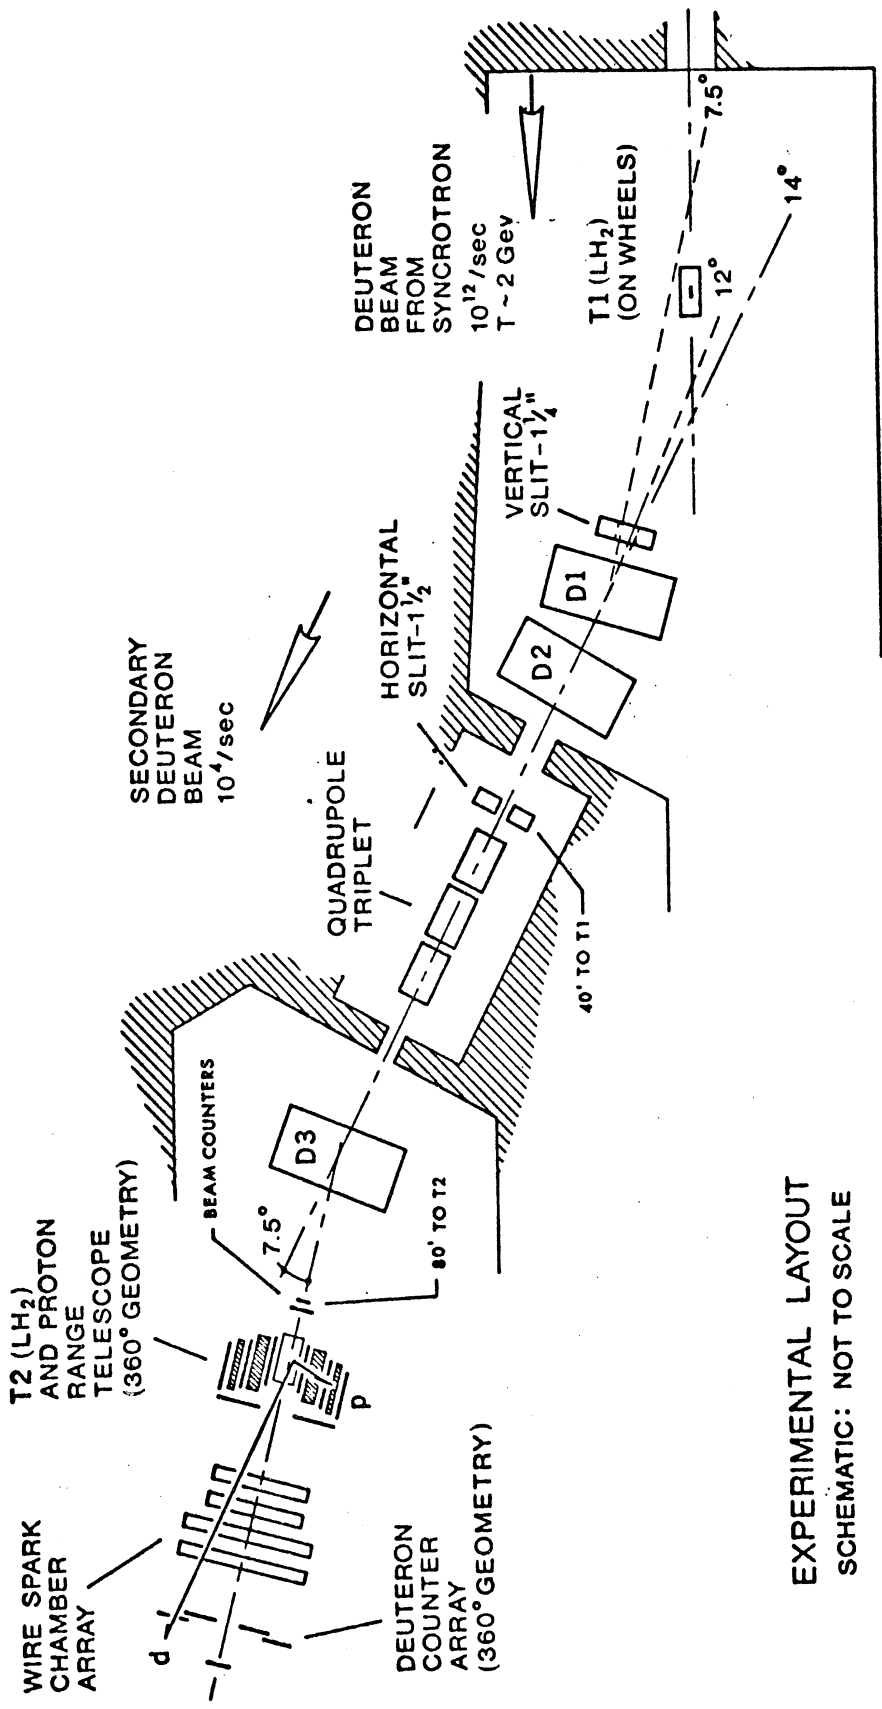 WIRE SPARK
CHAMBER
ARRAY
d
DEUTERON
COUNTER
ARRAY
(360° GEOMETRY)
T2 (LH₂)
AND PROTON
RANGE
TELESCOPE
(360° GEOMETRY)
p
BEAM COUNTERS
7.5°
80' TO T2
D3
SECONDARY
DEUTERON
BEAM
10⁴/sec
QUADRUPOLE
TRIPLET
HORIZONTAL
SLIT-1½"
40' TO T1
D2
D1
VERTICAL
SLIT-1¼"
DEUTERON
BEAM
FROM
SYNCROTRON
10¹²/sec
T ~ 2 Gev
T1 (LH₂)
(ON WHEELS)
12°
7.5°
14°
EXPERIMENTAL LAYOUT
SCHEMATIC: NOT TO SCALE